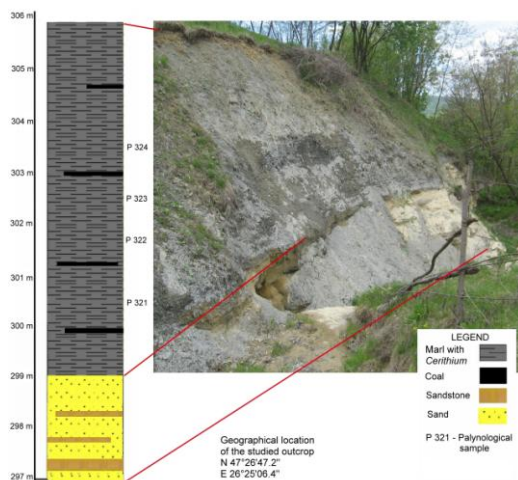 306 m
305 m
P 324
303 m
P 323
302 m
P 322
301 m
P 321
300 m
299 m
298 m
297 m
Geographical location
of the studied outcrop
N 47°26'47.2"
E 26°25'06.4"
LEGEND
Marl with
Cerithium
Coal
Sandstone
Sand
P 321 - Palynological
sample